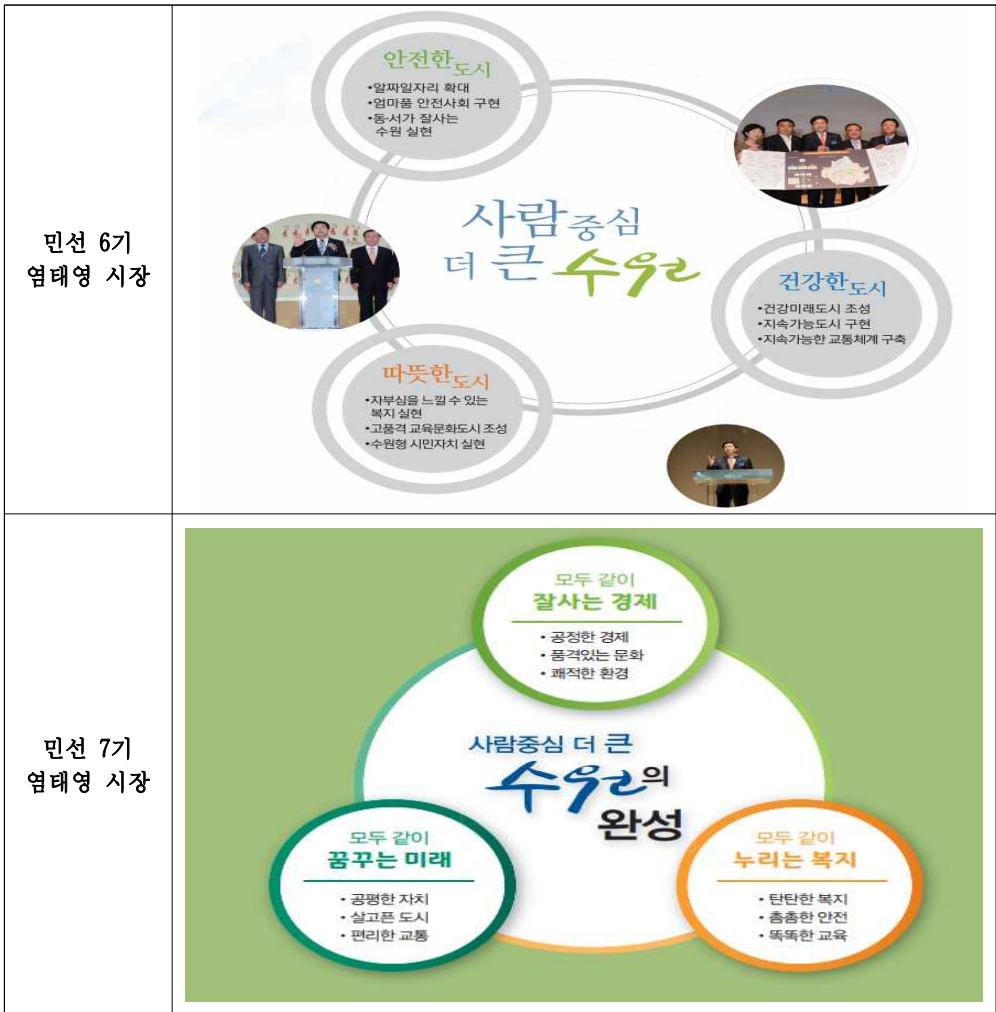 민선 6기
염태영 시장
안전한도시
•알짜일자리 확대
•엄마품 안전사회 구현
•동·서가 잘사는
수원 실현
사람중심
더 큰 수원
건강한도시
•건강미래도시 조성
•지속가능도시 구현
•지속가능한 교통체계 구축
따뜻한도시
•자부심을 느낄 수 있는
복지 실현
•고품격 교육문화도시 조성
•수원형 시민자치 실현
민선 7기
염태영 시장
모두 같이
잘사는 경제
• 공정한 경제
• 품격있는 문화
• 쾌적한 환경
사람중심 더 큰
수원의
완성
모두 같이
꿈꾸는 미래
• 공평한 자치
• 살고픈 도시
• 편리한 교통
모두 같이
누리는 복지
• 탄탄한 복지
• 촘촘한 안전
• 똑똑한 교육